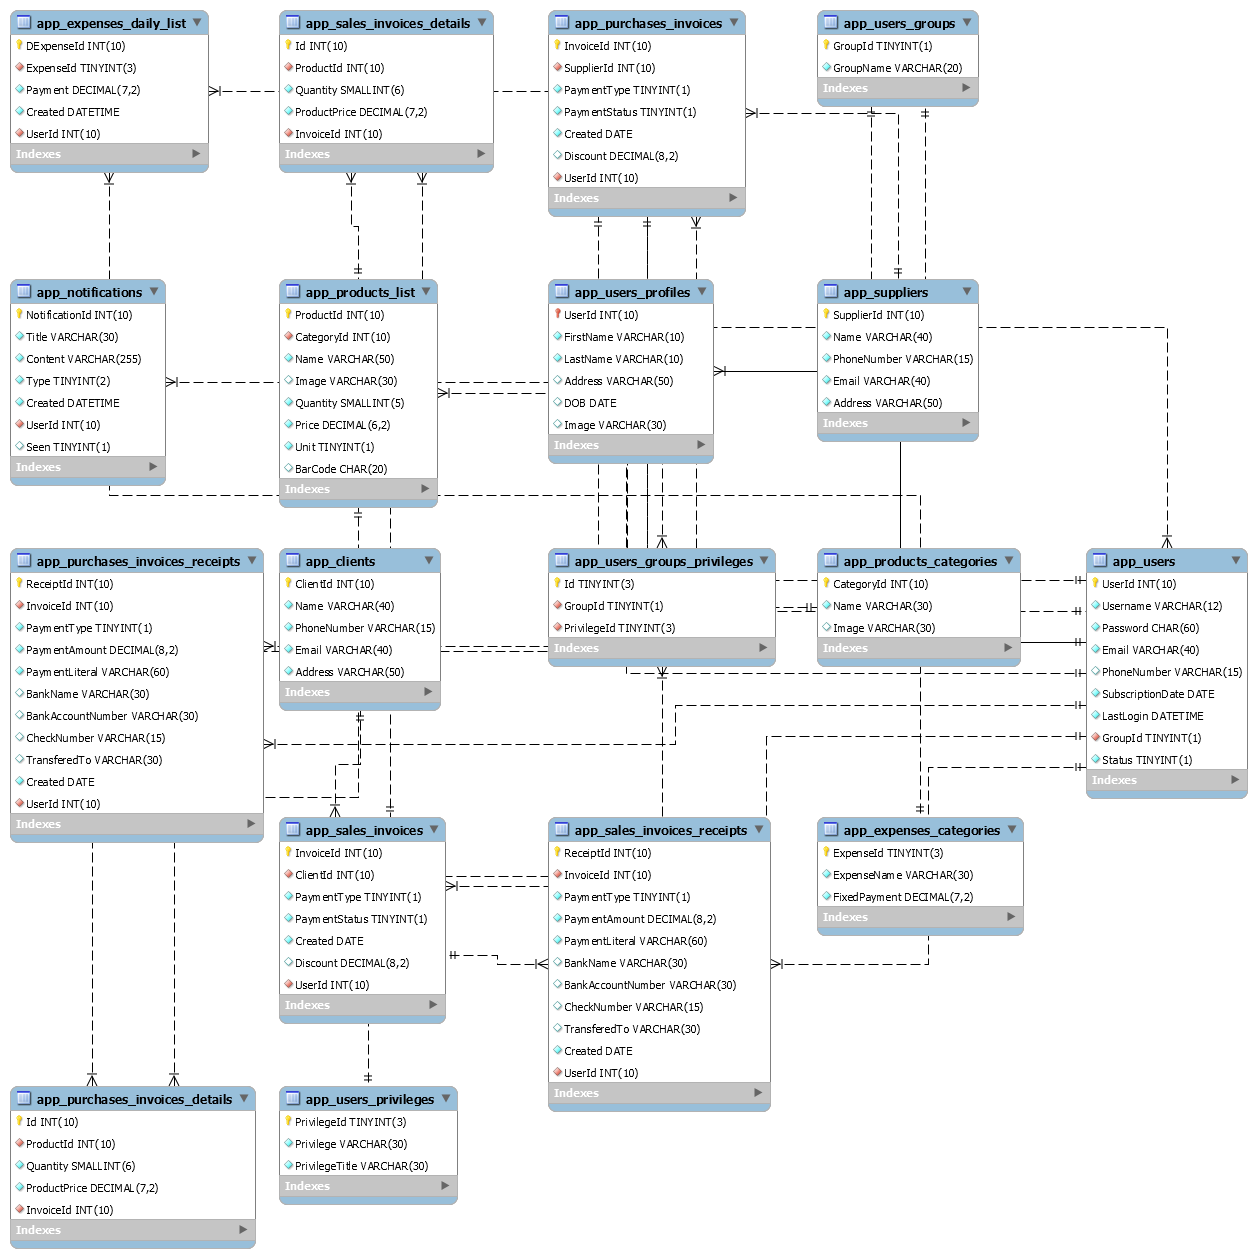 app_expenses_daily_list
DExpenseId INT(10)
ExpenseId TINYINT(3)
Payment DECIMAL(7,2)
Created DATETIME
UserId INT(10)
Indexes
app_sales_invoices_details
Id INT(10)
ProductId INT(10)
Quantity SMALLINT(6)
ProductPrice DECIMAL(7,2)
InvoiceId INT(10)
Indexes
app_purchases_invoices
InvoiceId INT(10)
SupplierId INT(10)
PaymentType TINYINT(1)
PaymentStatus TINYINT(1)
Created DATE
Discount DECIMAL(8,2)
UserId INT(10)
Indexes
app_users_groups
GroupId TINYINT(1)
GroupName VARCHAR(20)
Indexes
app_notifications
NotificationId INT(10)
Title VARCHAR(30)
Content VARCHAR(255)
Type TINYINT(2)
Created DATETIME
UserId INT(10)
Seen TINYINT(1)
Indexes
app_products_list
ProductId INT(10)
CategoryId INT(10)
Name VARCHAR(50)
Image VARCHAR(30)
Quantity SMALLINT(5)
Price DECIMAL(6,2)
Unit TINYINT(1)
BarCode CHAR(20)
Indexes
app_users_profiles
UserId INT(10)
FirstName VARCHAR(10)
LastName VARCHAR(10)
Address VARCHAR(50)
DOB DATE
Image VARCHAR(30)
Indexes
app_suppliers
SupplierId INT(10)
Name VARCHAR(40)
PhoneNumber VARCHAR(15)
Email VARCHAR(40)
Address VARCHAR(50)
Indexes
app_purchases_invoices_receipts
ReceiptId INT(10)
InvoiceId INT(10)
PaymentType TINYINT(1)
PaymentAmount DECIMAL(8,2)
PaymentLiteral VARCHAR(60)
BankName VARCHAR(30)
BankAccountNumber VARCHAR(30)
CheckNumber VARCHAR(15)
TransferedTo VARCHAR(30)
Created DATE
UserId INT(10)
Indexes
app_clients
ClientId INT(10)
Name VARCHAR(40)
PhoneNumber VARCHAR(15)
Email VARCHAR(40)
Address VARCHAR(50)
Indexes
app_users_groups_privileges
Id TINYINT(3)
GroupId TINYINT(1)
PrivilegeId TINYINT(3)
Indexes
app_products_categories
CategoryId INT(10)
Name VARCHAR(30)
Image VARCHAR(30)
Indexes
app_users
UserId INT(10)
Username VARCHAR(12)
Password CHAR(60)
Email VARCHAR(40)
PhoneNumber VARCHAR(15)
SubscriptionDate DATE
LastLogin DATETIME
GroupId TINYINT(1)
Status TINYINT(1)
Indexes
app_sales_invoices
InvoiceId INT(10)
ClientId INT(10)
PaymentType TINYINT(1)
PaymentStatus TINYINT(1)
Created DATE
Discount DECIMAL(8,2)
UserId INT(10)
Indexes
app_sales_invoices_receipts
ReceiptId INT(10)
InvoiceId INT(10)
PaymentType TINYINT(1)
PaymentAmount DECIMAL(8,2)
PaymentLiteral VARCHAR(60)
BankName VARCHAR(30)
BankAccountNumber VARCHAR(30)
CheckNumber VARCHAR(15)
TransferedTo VARCHAR(30)
Created DATE
UserId INT(10)
Indexes
app_expenses_categories
ExpenseId TINYINT(3)
ExpenseName VARCHAR(30)
FixedPayment DECIMAL(7,2)
Indexes
app_purchases_invoices_details
Id INT(10)
ProductId INT(10)
Quantity SMALLINT(6)
ProductPrice DECIMAL(7,2)
InvoiceId INT(10)
Indexes
app_users_privileges
PrivilegeId TINYINT(3)
Privilege VARCHAR(30)
PrivilegeTitle VARCHAR(30)
Indexes